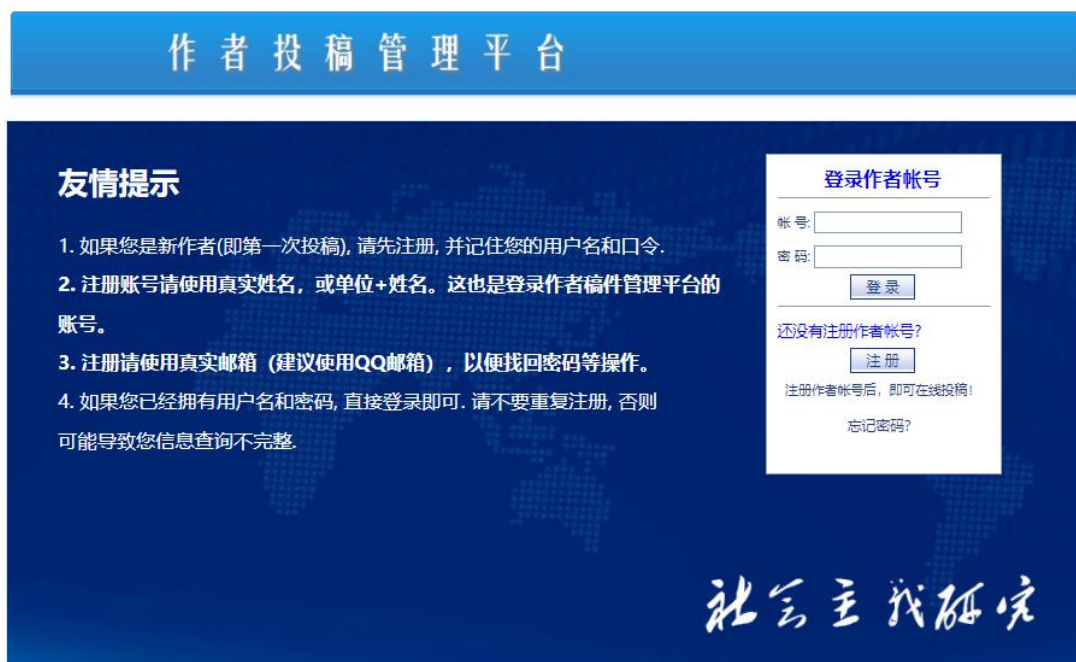 作者投稿管理平台
友情提示
1. 如果您是新作者(即第一次投稿), 请先注册, 并记住您的用户名和口令.
2. 注册账号请使用真实姓名，或单位+姓名。这也是登录作者稿件管理平台的
账号。
3. 注册请使用真实邮箱（建议使用QQ邮箱），以便找回密码等操作。
4. 如果您已经拥有用户名和密码, 直接登录即可. 请不要重复注册, 否则
可能导致您信息查询不完整.
登录作者帐号
帐 号:
密 码:
登 录
还没有注册作者帐号?
注 册
注册作者帐号后，即可在线投稿!
忘记密码?
社会主义研究